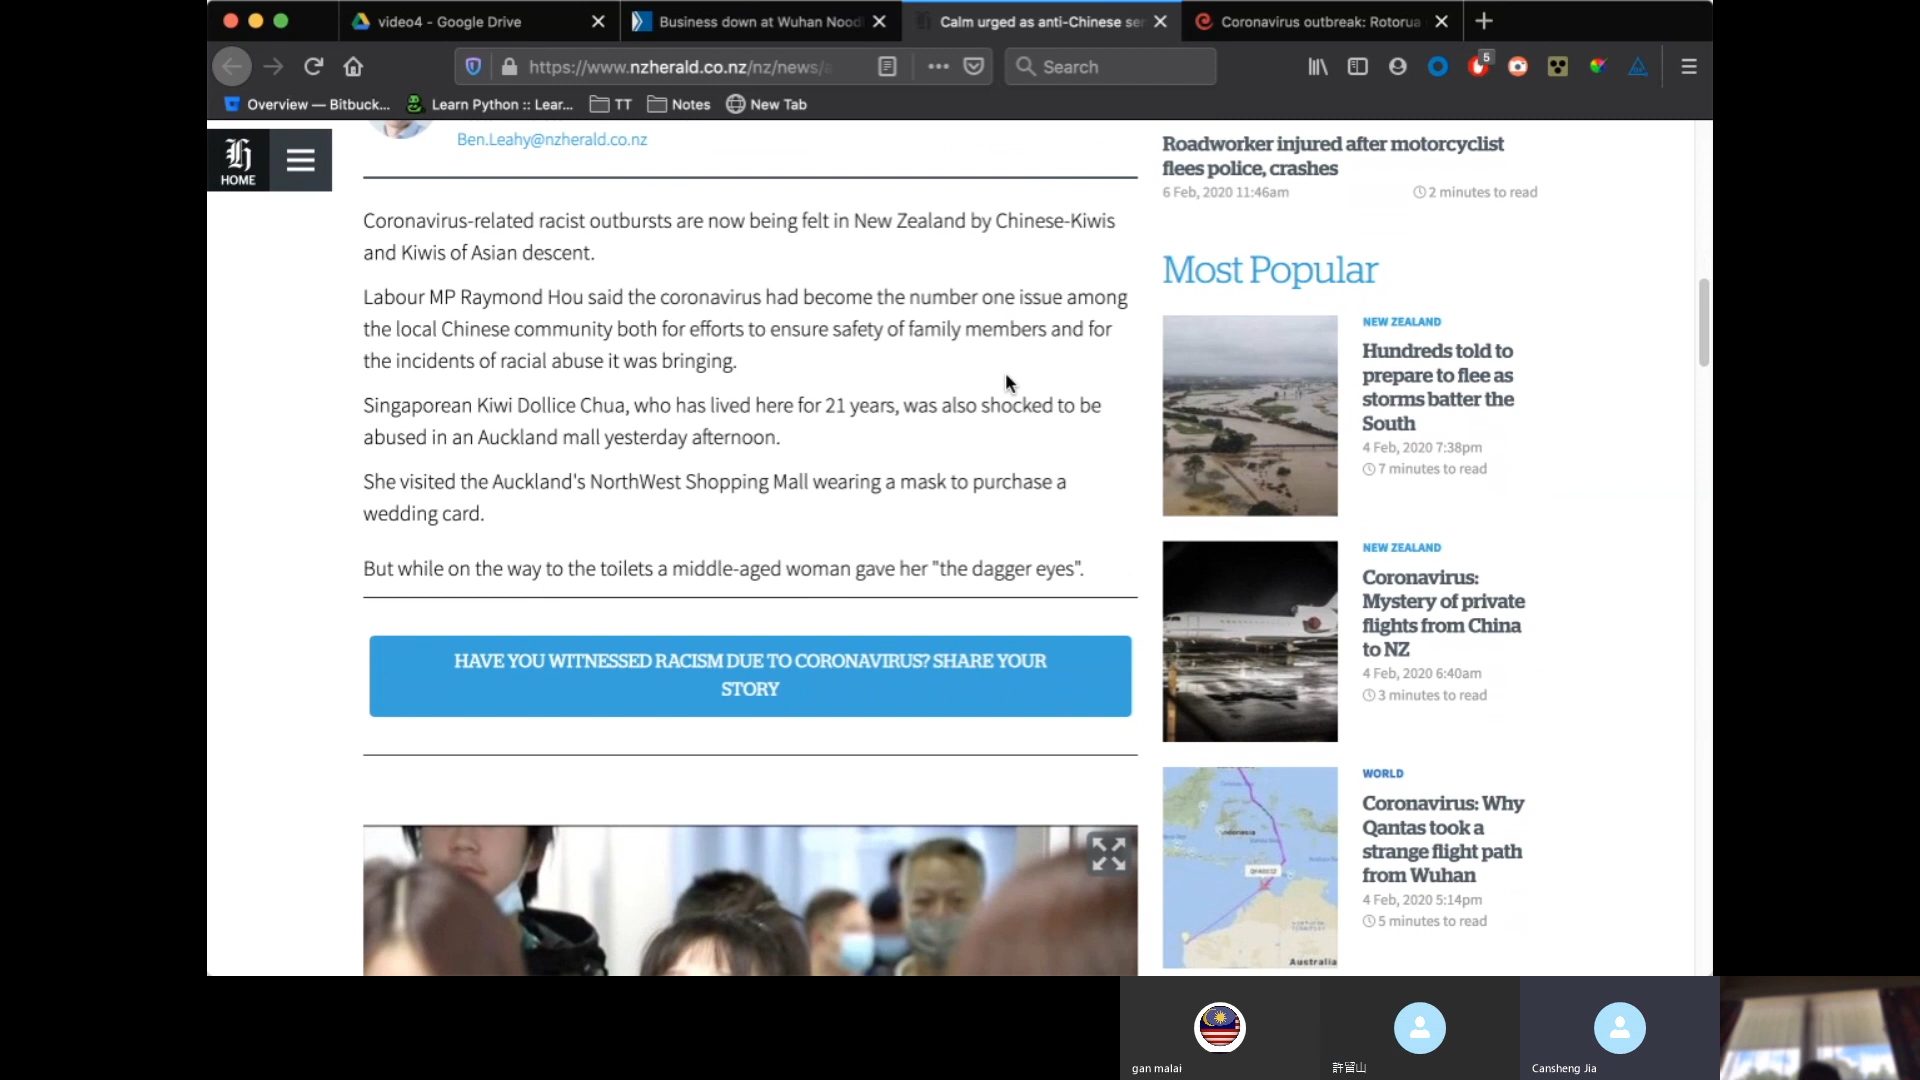 video4 - Google Drive
Business down at Wuhan Nood
Calm urged as anti-Chinese se
Coronavirus outbreak: Rotorua
https://www.nzherald.co.nz/nz/news/a
Search
5
Overview — Bitbuck...
Learn Python :: Lear...
TT
Notes
New Tab
HOME
Ben.Leahy@nzherald.co.nz
Coronavirus-related racist outbursts are now being felt in New Zealand by Chinese-Kiwis
and Kiwis of Asian descent.
Labour MP Raymond Hou said the coronavirus had become the number one issue among
the local Chinese community both for efforts to ensure safety of family members and for
the incidents of racial abuse it was bringing.
Singaporean Kiwi Dollice Chua, who has lived here for 21 years, was also shocked to be
abused in an Auckland mall yesterday afternoon.
She visited the Auckland's NorthWest Shopping Mall wearing a mask to purchase a
wedding card.
But while on the way to the toilets a middle-aged woman gave her "the dagger eyes".
HAVE YOU WITNESSED RACISM DUE TO CORONAVIRUS? SHARE YOUR
STORY
Roadworker injured after motorcyclist
flees police, crashes
6 Feb, 2020 11:46am
2 minutes to read
Most Popular
NEW ZEALAND
Hundreds told to
prepare to flee as
storms batter the
South
4 Feb, 2020 7:38pm
7 minutes to read
NEW ZEALAND
Coronavirus:
Mystery of private
flights from China
to NZ
4 Feb, 2020 6:40am
3 minutes to read
WORLD
Coronavirus: Why
Qantas took a
strange flight path
from Wuhan
4 Feb, 2020 5:14pm
5 minutes to read
Indonesia
Australia
gan malai
許留山
Cansheng Jia